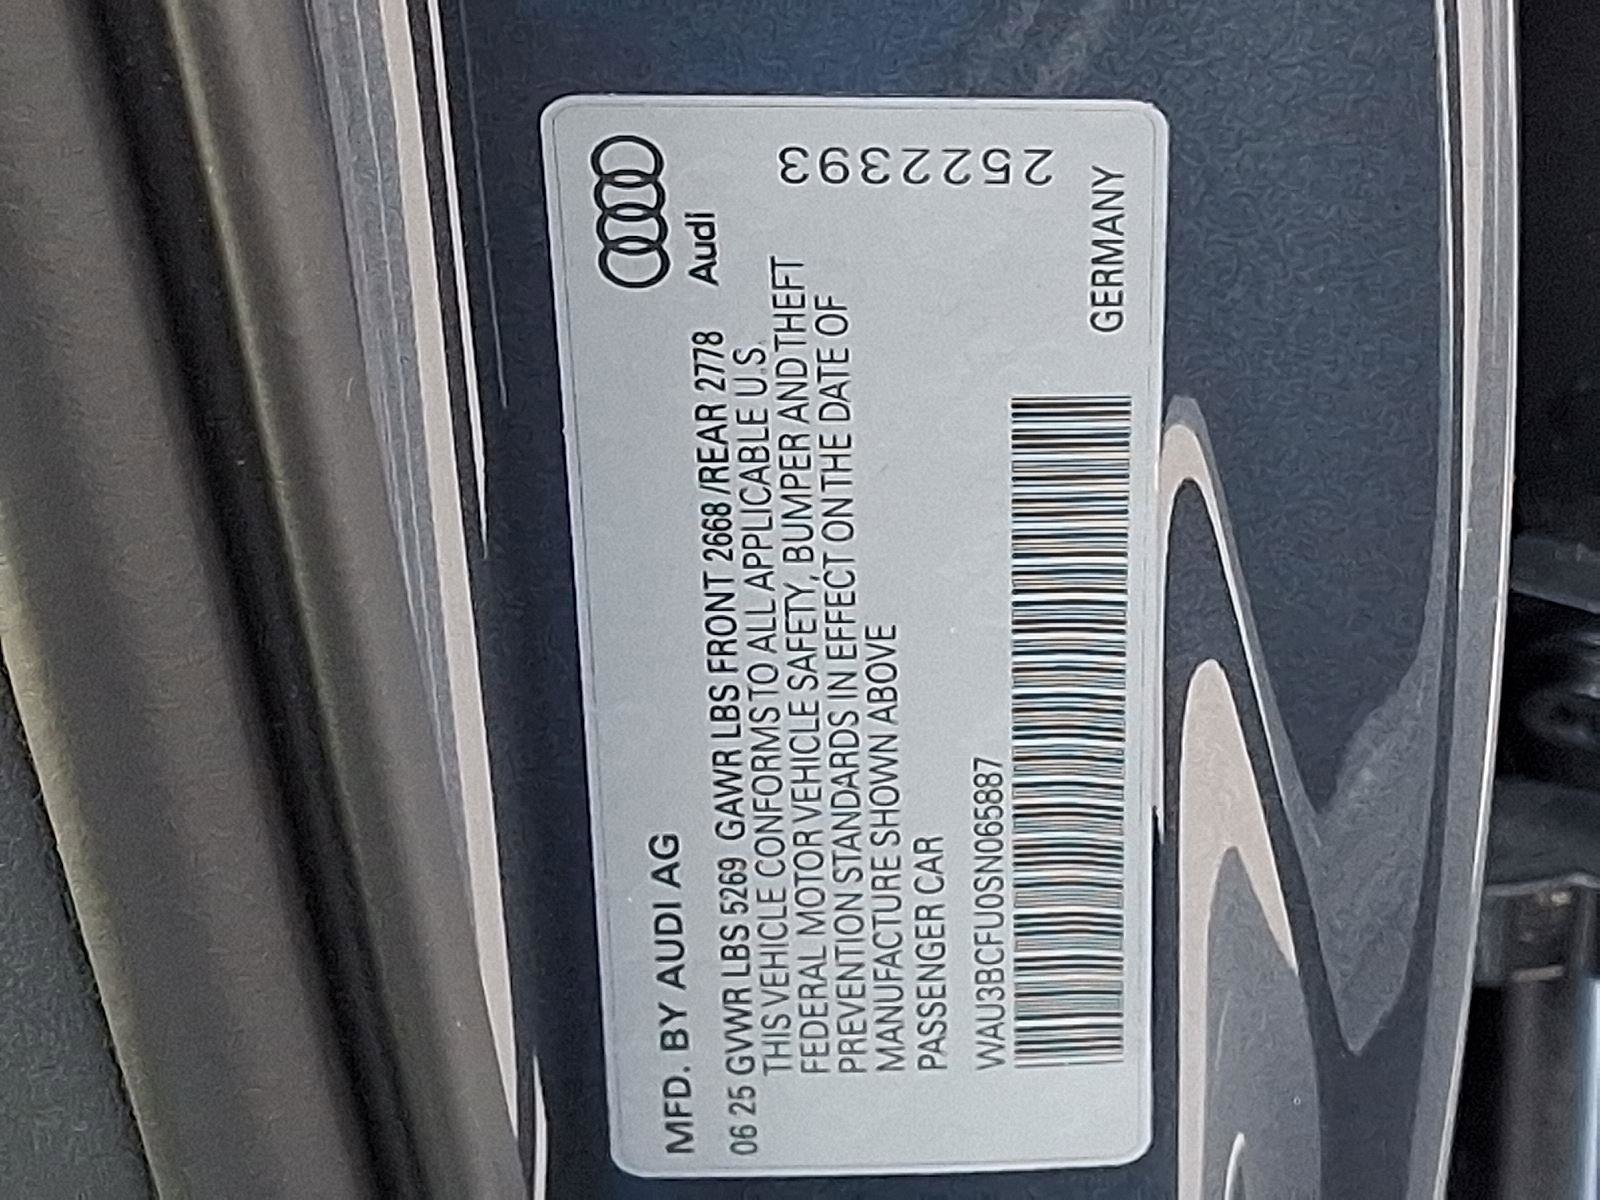 MFD. BY AUDI AG
Audi
06 25 GVWR LBS 5269 GAWR LBS FRONT 2668 /REAR 2778
THIS VEHICLE CONFORMS TO ALL APPLICABLE U.S.
FEDERAL MOTOR VEHICLE SAFETY, BUMPER AND THEFT
PREVENTION STANDARDS IN EFFECT ON THE DATE OF
MANUFACTURE SHOWN ABOVE
PASSENGER CAR
WAU3BCFU0SN065887
GERMANY
2522393